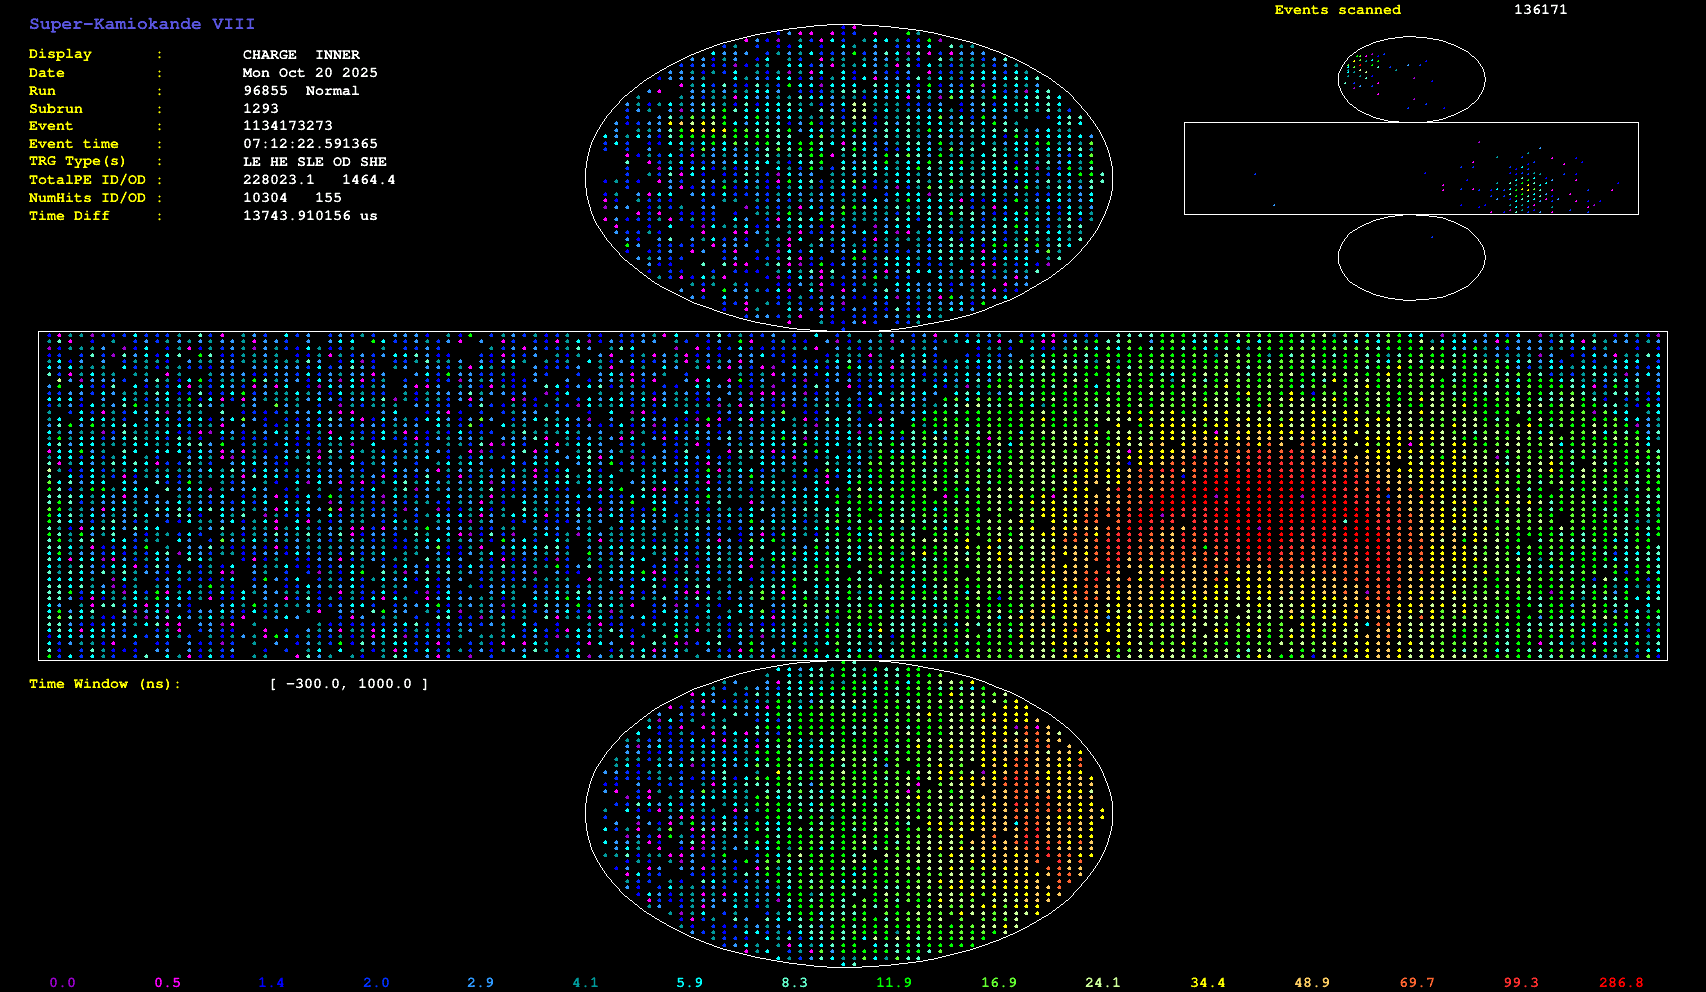 Super-Kamiokande VIII
Events scanned 136171
Display : CHARGE INNER
Date : Mon Oct 20 2025
Run : 96855 Normal
Subrun : 1293
Event : 1134173273
Event time : 07:12:22.591365
TRG Type(s) : LE HE SLE OD SHE
TotalPE ID/OD : 228023.1 1464.4
NumHits ID/OD : 10304 155
Time Diff : 13743.910156 us
Time Window (ns): [ -300.0, 1000.0 ]
0.0 0.5 1.4 2.0 2.9 4.1 5.9 8.3 11.9 16.9 24.1 34.4 48.9 69.7 99.3 286.8